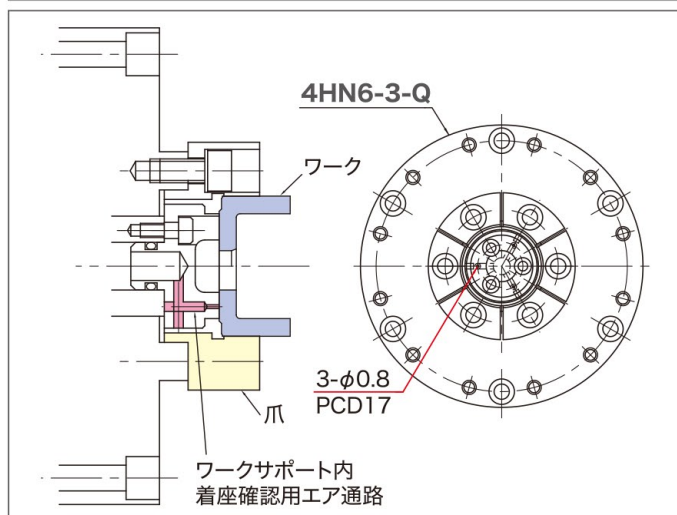 4HN6-3-Q
ワーク
3-φ0.8
PCD17
爪
ワークサポート内
着座確認用エア通路